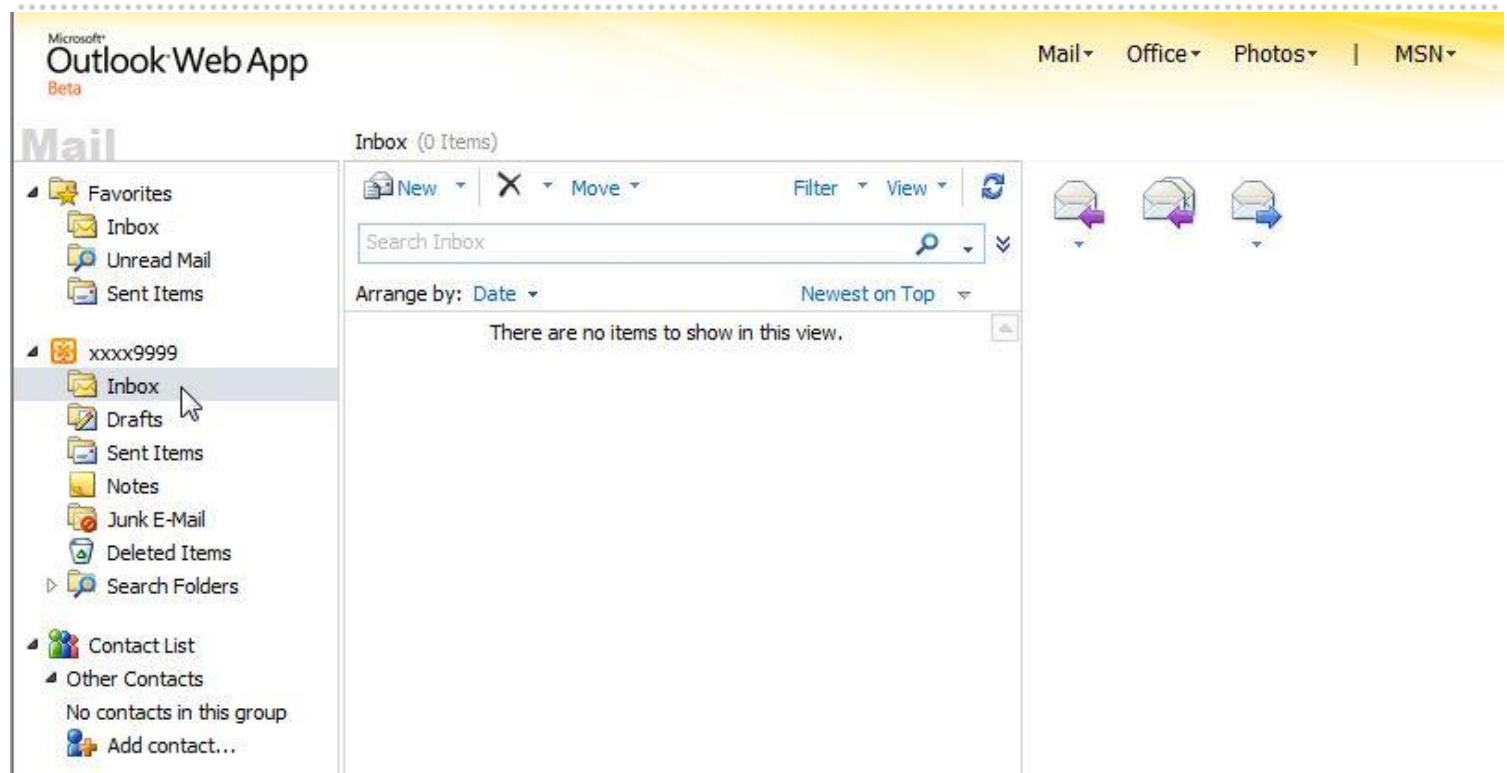 Microsoft®
Outlook Web App
Beta
Mail Office Photos | MSN
Mail
Inbox (0 Items)
Favorites
Inbox
Unread Mail
Sent Items
xxxx9999
Inbox
Drafts
Sent Items
Notes
Junk E-Mail
Deleted Items
Search Folders
Contact List
Other Contacts
No contacts in this group
Add contact...
New Move Filter View
Search Inbox
Arrange by: Date Newest on Top
There are no items to show in this view.